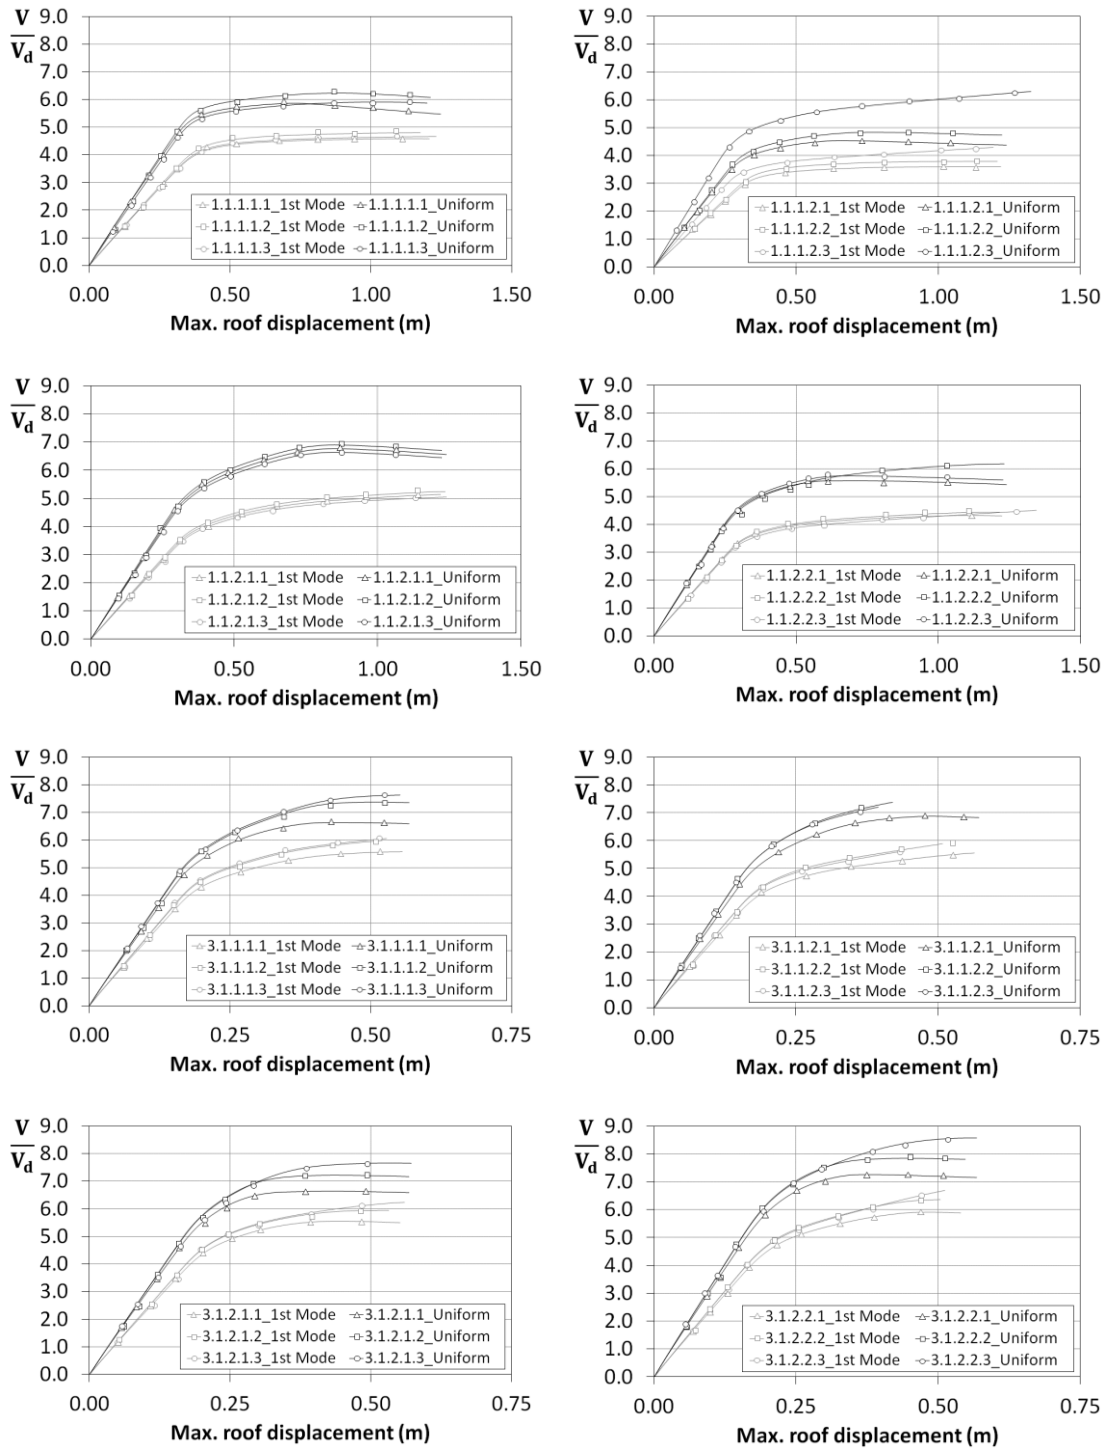 V
Vd
9.0
8.0
7.0
6.0
5.0
4.0
3.0
2.0
1.0
0.0
1.1.1.1.1_1st Mode 1.1.1.1.1_Uniform
1.1.1.1.2_1st Mode 1.1.1.1.2_Uniform
1.1.1.1.3_1st Mode 1.1.1.1.3_Uniform
0.00 0.50 1.00 1.50
Max. roof displacement (m)
V
Vd
9.0
8.0
7.0
6.0
5.0
4.0
3.0
2.0
1.0
0.0
1.1.1.2.1_1st Mode 1.1.1.2.1_Uniform
1.1.1.2.2_1st Mode 1.1.1.2.2_Uniform
1.1.1.2.3_1st Mode 1.1.1.2.3_Uniform
0.00 0.50 1.00 1.50
Max. roof displacement (m)
V
Vd
9.0
8.0
7.0
6.0
5.0
4.0
3.0
2.0
1.0
0.0
1.1.2.1.1_1st Mode 1.1.2.1.1_Uniform
1.1.2.1.2_1st Mode 1.1.2.1.2_Uniform
1.1.2.1.3_1st Mode 1.1.2.1.3_Uniform
0.00 0.50 1.00 1.50
Max. roof displacement (m)
V
Vd
9.0
8.0
7.0
6.0
5.0
4.0
3.0
2.0
1.0
0.0
1.1.2.2.1_1st Mode 1.1.2.2.1_Uniform
1.1.2.2.2_1st Mode 1.1.2.2.2_Uniform
1.1.2.2.3_1st Mode 1.1.2.2.3_Uniform
0.00 0.50 1.00 1.50
Max. roof displacement (m)
V
Vd
9.0
8.0
7.0
6.0
5.0
4.0
3.0
2.0
1.0
0.0
3.1.1.1.1_1st Mode 3.1.1.1.1_Uniform
3.1.1.1.2_1st Mode 3.1.1.1.2_Uniform
3.1.1.1.3_1st Mode 3.1.1.1.3_Uniform
0.00 0.25 0.50 0.75
Max. roof displacement (m)
V
Vd
9.0
8.0
7.0
6.0
5.0
4.0
3.0
2.0
1.0
0.0
3.1.1.2.1_1st Mode 3.1.1.2.1_Uniform
3.1.1.2.2_1st Mode 3.1.1.2.2_Uniform
3.1.1.2.3_1st Mode 3.1.1.2.3_Uniform
0.00 0.25 0.50 0.75
Max. roof displacement (m)
V
Vd
9.0
8.0
7.0
6.0
5.0
4.0
3.0
2.0
1.0
0.0
3.1.2.1.1_1st Mode 3.1.2.1.1_Uniform
3.1.2.1.2_1st Mode 3.1.2.1.2_Uniform
3.1.2.1.3_1st Mode 3.1.2.1.3_Uniform
0.00 0.25 0.50 0.75
Max. roof displacement (m)
V
Vd
9.0
8.0
7.0
6.0
5.0
4.0
3.0
2.0
1.0
0.0
3.1.2.2.1_1st Mode 3.1.2.2.1_Uniform
3.1.2.2.2_1st Mode 3.1.2.2.2_Uniform
3.1.2.2.3_1st Mode 3.1.2.2.3_Uniform
0.00 0.25 0.50 0.75
Max. roof displacement (m)